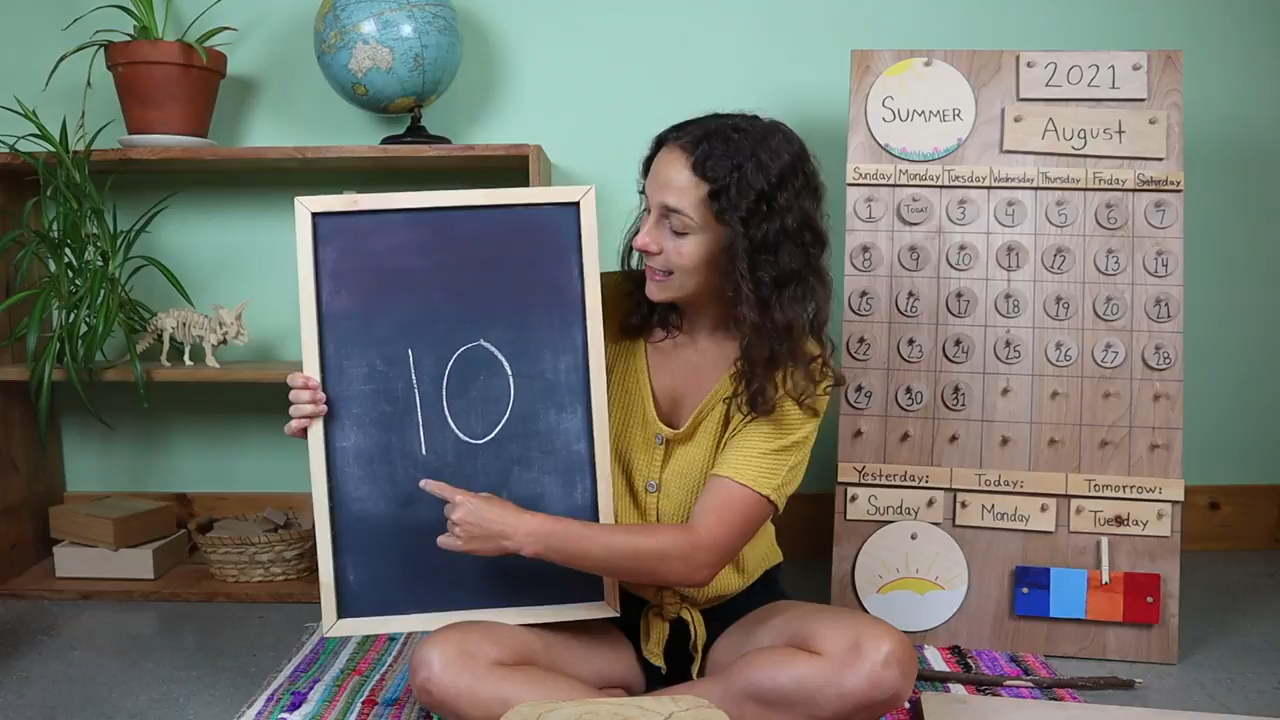 10
SUMMER
2021
August
Sunday Monday Tuesday Wednesday Thursday Friday Saturday
1 TODAY 3 4 5 6 7
8 9 10 11 12 13 14
15 16 17 18 19 20 21
22 23 24 25 26 27 28
29 30 31
Yesterday: Today: Tomorrow:
Sunday Monday Tuesday